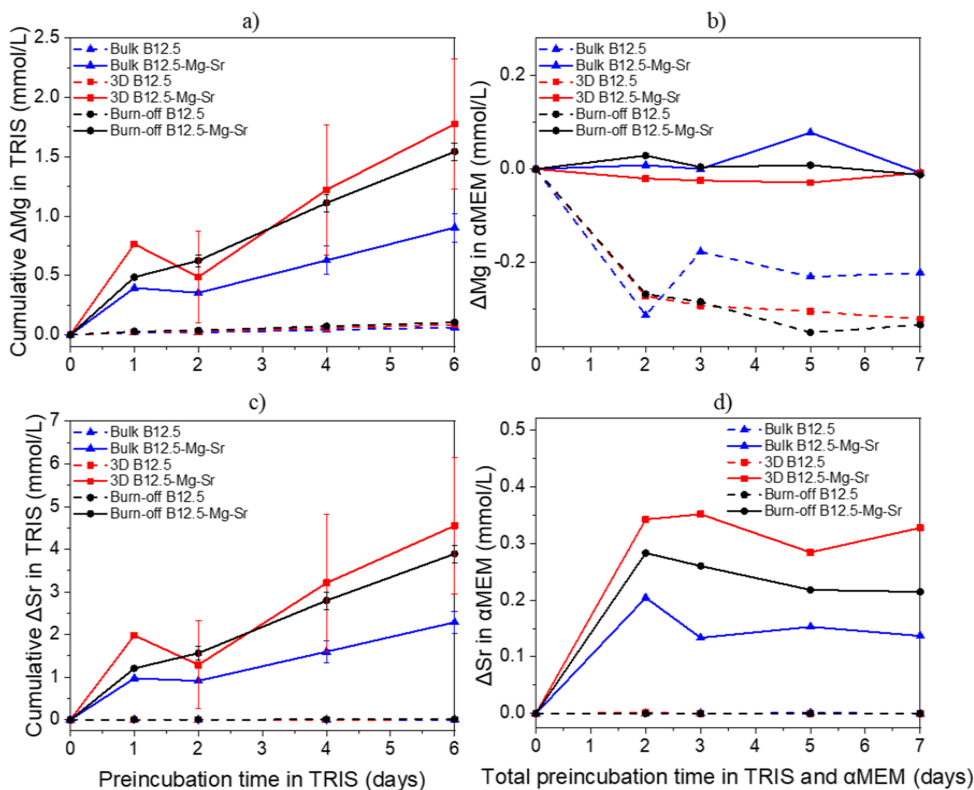 a)
Cumulative ΔMg in TRIS (mmol/L)
2.5
2.0
1.5
1.0
0.5
0.0
Bulk B12.5
Bulk B12.5-Mg-Sr
3D B12.5
3D B12.5-Mg-Sr
Burn-off B12.5
Burn-off B12.5-Mg-Sr
0 1 2 3 4 5 6
b)
ΔMg in αMEM (mmol/L)
0.2
0.0
-0.2
Bulk B12.5
Bulk B12.5-Mg-Sr
3D B12.5
3D B12.5-Mg-Sr
Burn-off B12.5
Burn-off B12.5-Mg-Sr
0 1 2 3 4 5 6 7
c)
Cumulative ΔSr in TRIS (mmol/L)
7
6
5
4
3
2
1
0
Bulk B12.5
Bulk B12.5-Mg-Sr
3D B12.5
3D B12.5-Mg-Sr
Burn-off B12.5
Burn-off B12.5-Mg-Sr
0 1 2 3 4 5 6
Preincubation time in TRIS (days)
d)
ΔSr in αMEM (mmol/L)
0.5
0.4
0.3
0.2
0.1
0.0
Bulk B12.5
Bulk B12.5-Mg-Sr
3D B12.5
3D B12.5-Mg-Sr
Burn-off B12.5
Burn-off B12.5-Mg-Sr
0 1 2 3 4 5 6 7
Total preincubation time in TRIS and αMEM (days)